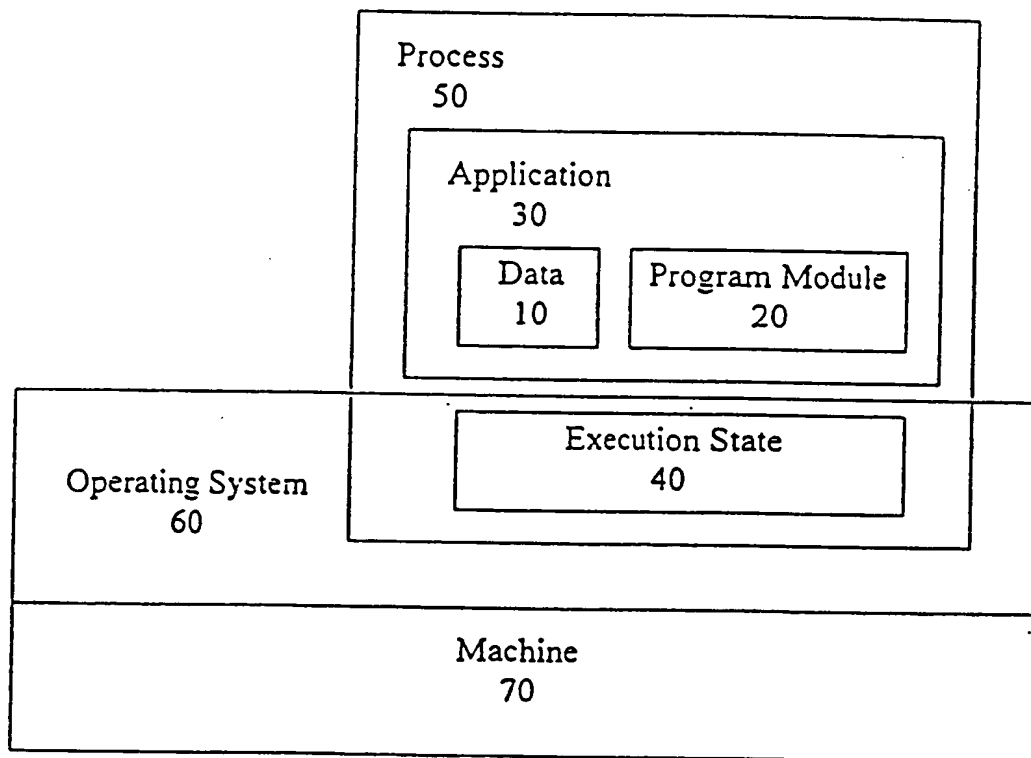 Process
50
Application
30
Data
10
Program Module
20
Execution State
40
Operating System
60
Machine
70